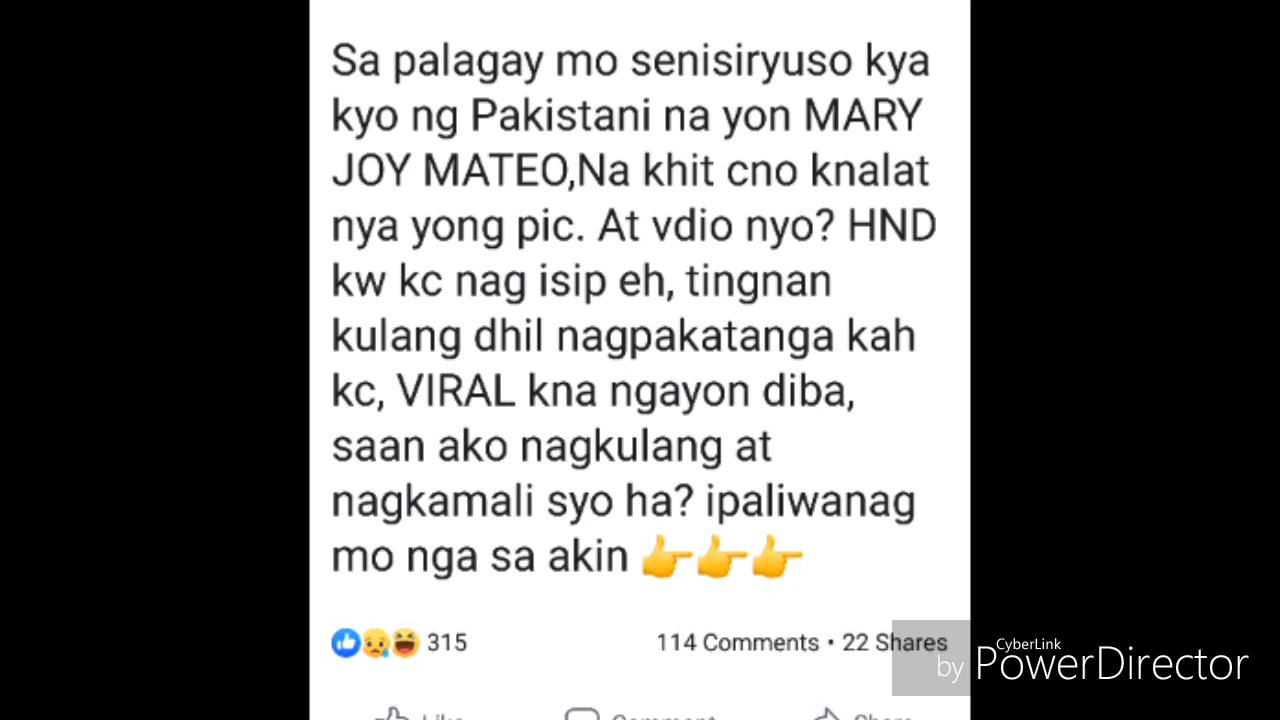 Sa palagay mo senisiryuso kya
kyo ng Pakistani na yon MARY
JOY MATEO,Na khit cno knalat
nya yong pic. At vdio nyo? HND
kw kc nag isip eh, tingnan
kulang dhil nagpakatanga kah
kc, VIRAL kna ngayon diba,
saan ako nagkulang at
nagkamali syo ha? ipaliwanag
mo nga sa akin 👉👉👉
315
114 Comments • 22 Shares
CyberLink
by PowerDirector
Like
Comment
Share